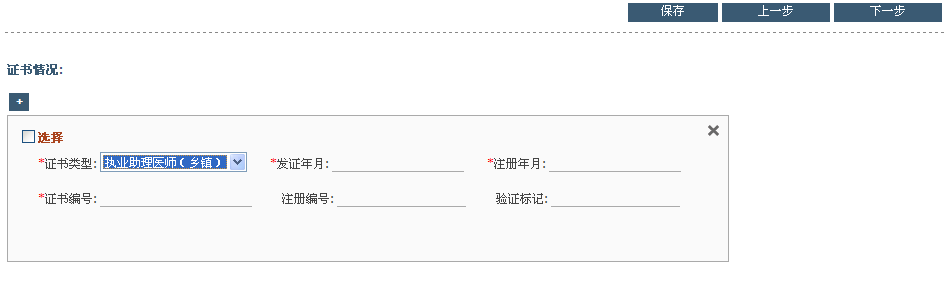 保存 上一步 下一步
证书情况:
+
选择
*证书类型: 执业助理医师（乡镇） *发证年月: *注册年月:
*证书编号: 注册编号: 验证标记: